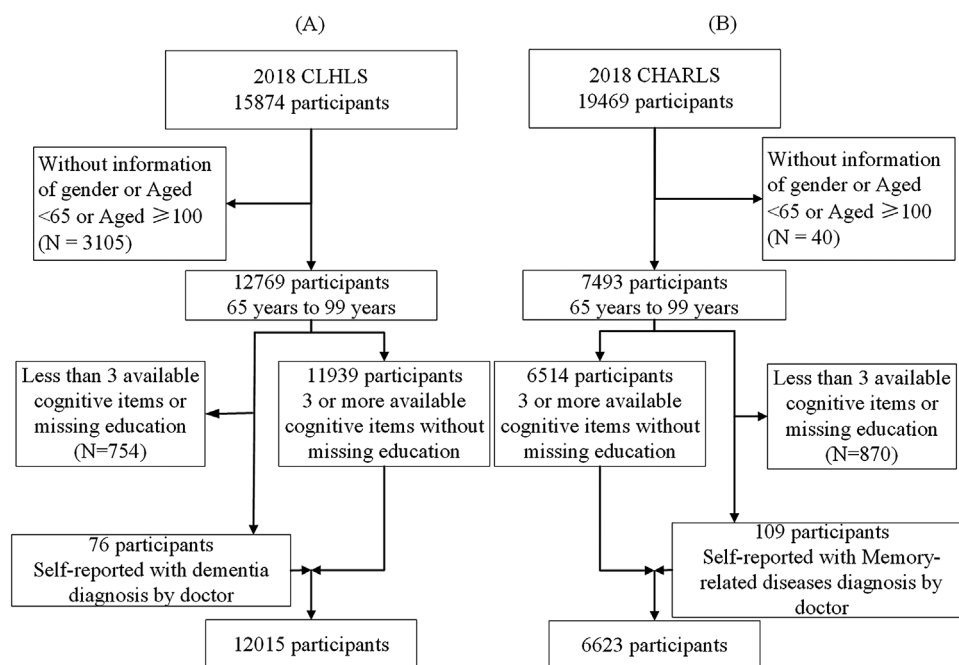 (A)
2018 CLHLS
15874 participants
Without information
of gender or Aged
<65 or Aged ≥100
(N = 3105)
12769 participants
65 years to 99 years
Less than 3 available
cognitive items or
missing education
(N=754)
11939 participants
3 or more available
cognitive items without
missing education
76 participants
Self-reported with dementia
diagnosis by doctor
12015 participants
(B)
2018 CHARLS
19469 participants
Without information
of gender or Aged
<65 or Aged ≥100
(N = 40)
7493 participants
65 years to 99 years
6514 participants
3 or more available
cognitive items without
missing education
Less than 3 available
cognitive items or
missing education
(N=870)
109 participants
Self-reported with Memory-
related diseases diagnosis by
doctor
6623 participants